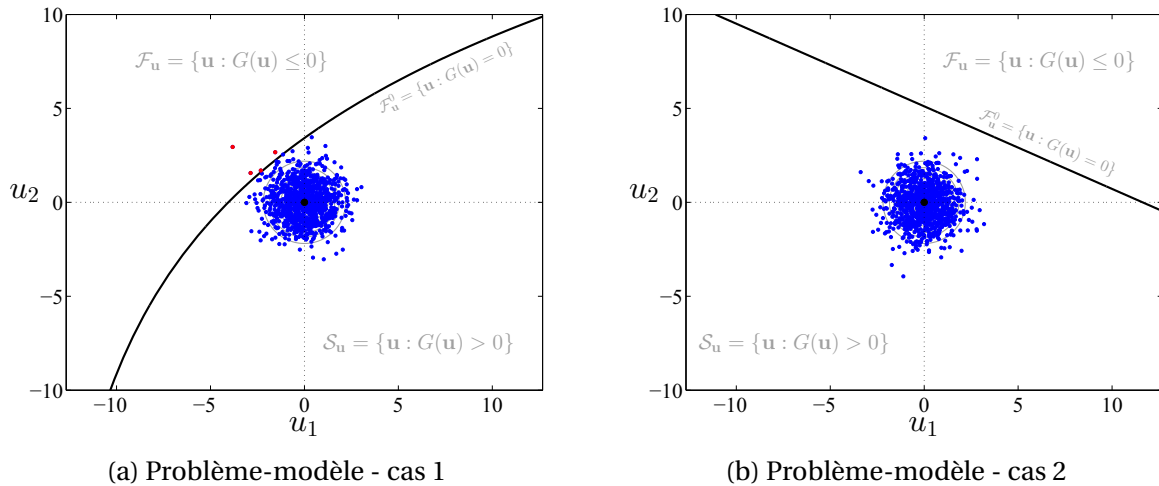 10
5
0
−5
−10
−10
−5
0
5
10
u₂
u₁
ℱ_𝐮 = {𝐮 : G(𝐮) ≤ 0}
ℱ_𝐮⁰ = {𝐮 : G(𝐮) = 0}
𝒮_𝐮 = {𝐮 : G(𝐮) > 0}
(a) Problème-modèle - cas 1
10
5
0
−5
−10
−10
−5
0
5
10
u₂
u₁
ℱ_𝐮 = {𝐮 : G(𝐮) ≤ 0}
ℱ_𝐮⁰ = {𝐮 : G(𝐮) = 0}
𝒮_𝐮 = {𝐮 : G(𝐮) > 0}
(b) Problème-modèle - cas 2